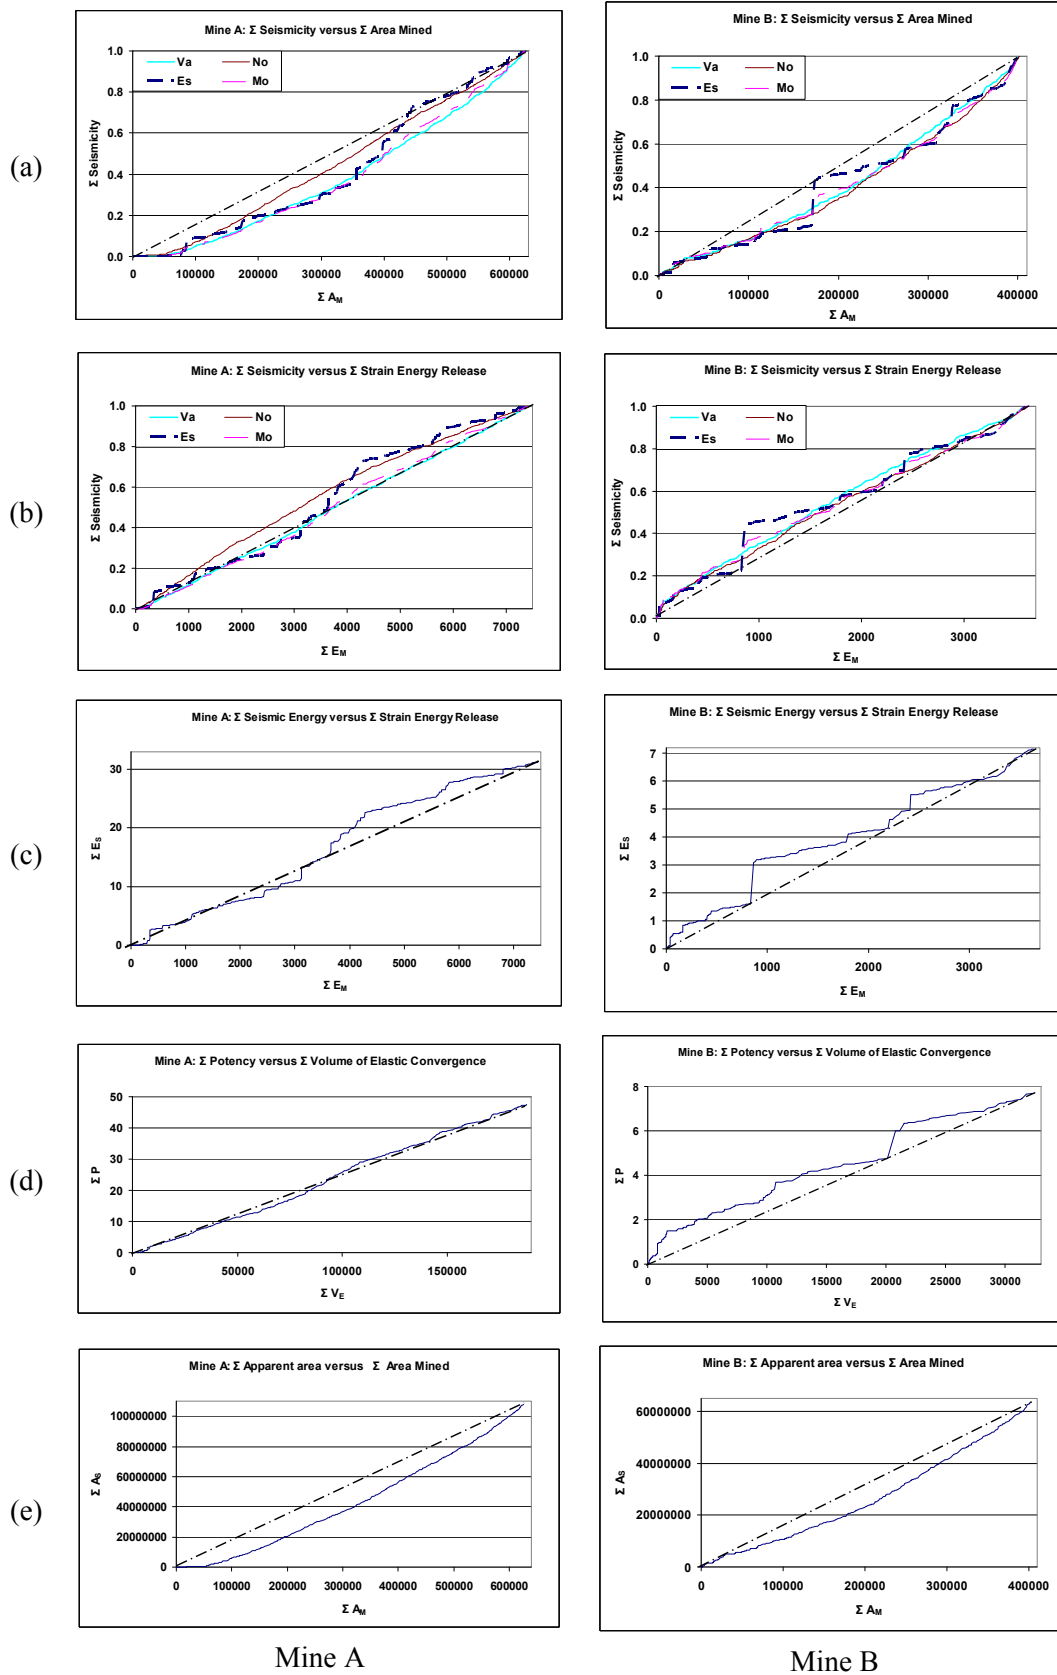 (a)
Mine A: Σ Seismicity versus Σ Area Mined
Va No
Es Mo
1.0
0.8
0.6
0.4
0.2
0.0
Σ Seismicity
0 100000 200000 300000 400000 500000 600000
Σ AM
Mine B: Σ Seismicity versus Σ Area Mined
Va No
Es Mo
1.0
0.8
0.6
0.4
0.2
0.0
Σ Seismicity
0 100000 200000 300000 400000
Σ AM
(b)
Mine A: Σ Seismicity versus Σ Strain Energy Release
Va No
Es Mo
1.0
0.8
0.6
0.4
0.2
0.0
Σ Seismicity
0 1000 2000 3000 4000 5000 6000 7000
Σ EM
Mine B: Σ Seismicity versus Σ Strain Energy Release
Va No
Es Mo
1.0
0.8
0.6
0.4
0.2
0.0
Σ Seismicity
0 1000 2000 3000
Σ EM
(c)
Mine A: Σ Seismic Energy versus Σ Strain Energy Release
30
20
10
0
Σ ES
0 1000 2000 3000 4000 5000 6000 7000
Σ EM
Mine B: Σ Seismic Energy versus Σ Strain Energy Release
7
6
5
4
3
2
1
0
Σ ES
0 1000 2000 3000
Σ EM
(d)
Mine A: Σ Potency versus Σ Volume of Elastic Convergence
50
40
30
20
10
0
Σ P
0 50000 100000 150000
Σ VE
Mine B: Σ Potency versus Σ Volume of Elastic Convergence
8
6
4
2
0
Σ P
0 5000 10000 15000 20000 25000 30000
Σ VE
(e)
Mine A: Σ Apparent area versus Σ Area Mined
100000000
80000000
60000000
40000000
20000000
0
Σ AS
0 100000 200000 300000 400000 500000 600000
Σ AM
Mine B: Σ Apparent area versus Σ Area Mined
60000000
40000000
20000000
0
Σ AS
0 100000 200000 300000 400000
Σ AM
Mine A
Mine B